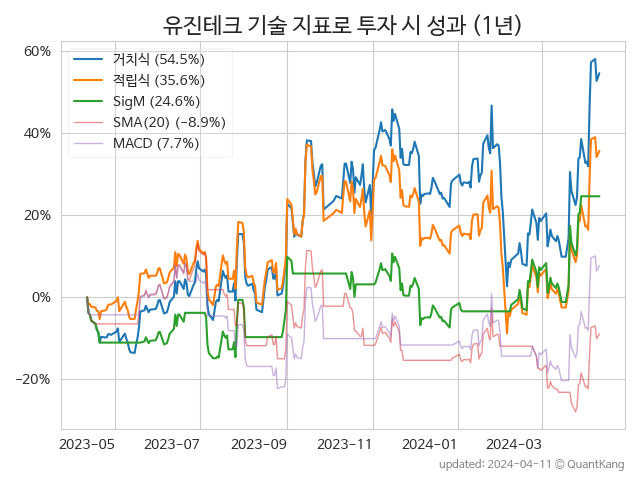 유진테크 기술 지표로 투자 시 성과 (1년)
60%
40%
20%
0%
−20%
거치식 (54.5%)
적립식 (35.6%)
SigM (24.6%)
SMA(20) (−8.9%)
MACD (7.7%)
2023-05 2023-07 2023-09 2023-11 2024-01 2024-03
updated: 2024-04-11 © QuantKang